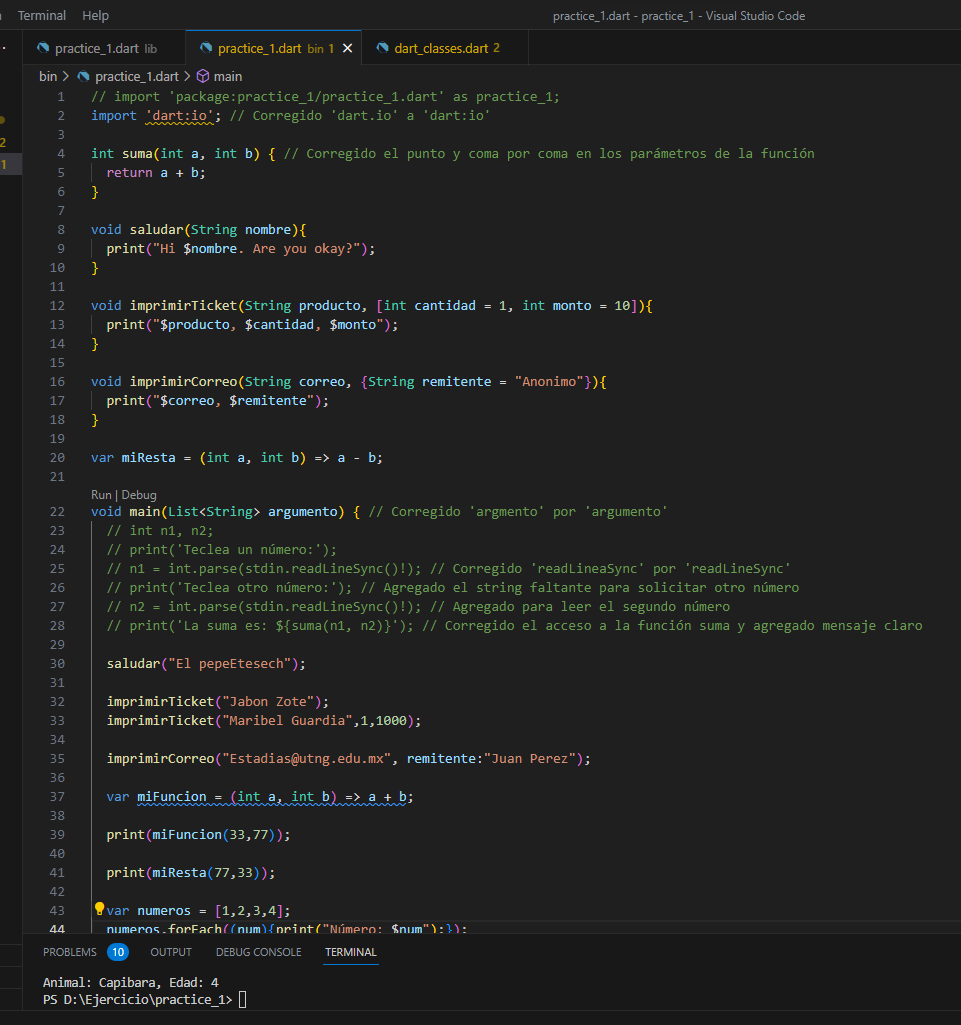 Terminal Help practice_1.dart - practice_1 - Visual Studio Code
practice_1.dart lib practice_1.dart bin 1 dart_classes.dart 2
bin > practice_1.dart > main
1 // import 'package:practice_1/practice_1.dart' as practice_1;
2 import 'dart:io'; // Corregido 'dart.io' a 'dart:io'
3
4 int suma(int a, int b) { // Corregido el punto y coma por coma en los parámetros de la función
5 return a + b;
6 }
7
8 void saludar(String nombre){
9 print("Hi $nombre. Are you okay?");
10 }
11
12 void imprimirTicket(String producto, [int cantidad = 1, int monto = 10]){
13 print("$producto, $cantidad, $monto");
14 }
15
16 void imprimirCorreo(String correo, {String remitente = "Anonimo"}){
17 print("$correo, $remitente");
18 }
19
20 var miResta = (int a, int b) => a - b;
21
Run | Debug
22 void main(List<String> argumento) { // Corregido 'argmento' por 'argumento'
23 // int n1, n2;
24 // print('Teclea un número:');
25 // n1 = int.parse(stdin.readLineSync()!); // Corregido 'readLineaSync' por 'readLineSync'
26 // print('Teclea otro número:'); // Agregado el string faltante para solicitar otro número
27 // n2 = int.parse(stdin.readLineSync()!); // Agregado para leer el segundo número
28 // print('La suma es: ${suma(n1, n2)}'); // Corregido el acceso a la función suma y agregado mensaje claro
29
30 saludar("El pepeEtesech");
31
32 imprimirTicket("Jabon Zote");
33 imprimirTicket("Maribel Guardia",1,1000);
34
35 imprimirCorreo("Estadias@utng.edu.mx", remitente:"Juan Perez");
36
37 var miFuncion = (int a, int b) => a + b;
38
39 print(miFuncion(33,77));
40
41 print(miResta(77,33));
42
43 var numeros = [1,2,3,4];
44 numeros.forEach((num){print("Número: $num");});
2
1
PROBLEMS 10 OUTPUT DEBUG CONSOLE TERMINAL
Animal: Capibara, Edad: 4
PS D:\Ejercicio\practice_1>